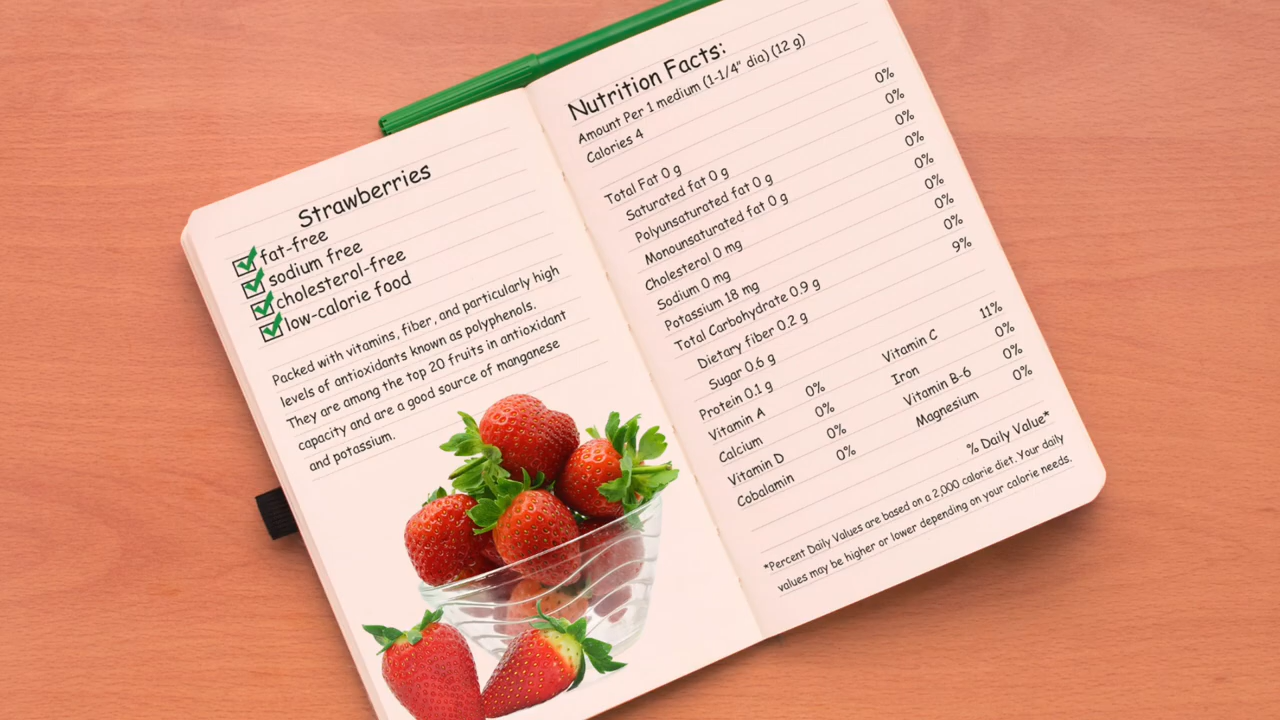 Strawberries
fat-free
sodium free
cholesterol-free
low-calorie food
Packed with vitamins, fiber, and particularly high
levels of antioxidants known as polyphenols.
They are among the top 20 fruits in antioxidant
capacity and are a good source of manganese
and potassium.
Nutrition Facts:
Amount Per 1 medium (1-1/4" dia) (12 g)
Calories 4
Total Fat 0 g 0%
Saturated fat 0 g 0%
Polyunsaturated fat 0 g 0%
Monounsaturated fat 0 g 0%
Cholesterol 0 mg 0%
Sodium 0 mg 0%
Potassium 18 mg 0%
Total Carbohydrate 0.9 g 0%
Dietary fiber 0.2 g 9%
Sugar 0.6 g
Protein 0.1 g
Vitamin A 0% Vitamin C 11%
Calcium 0% Iron 0%
Vitamin D 0% Vitamin B-6 0%
Cobalamin 0% Magnesium 0%
% Daily Value*
*Percent Daily Values are based on a 2,000 calorie diet. Your daily
values may be higher or lower depending on your calorie needs.